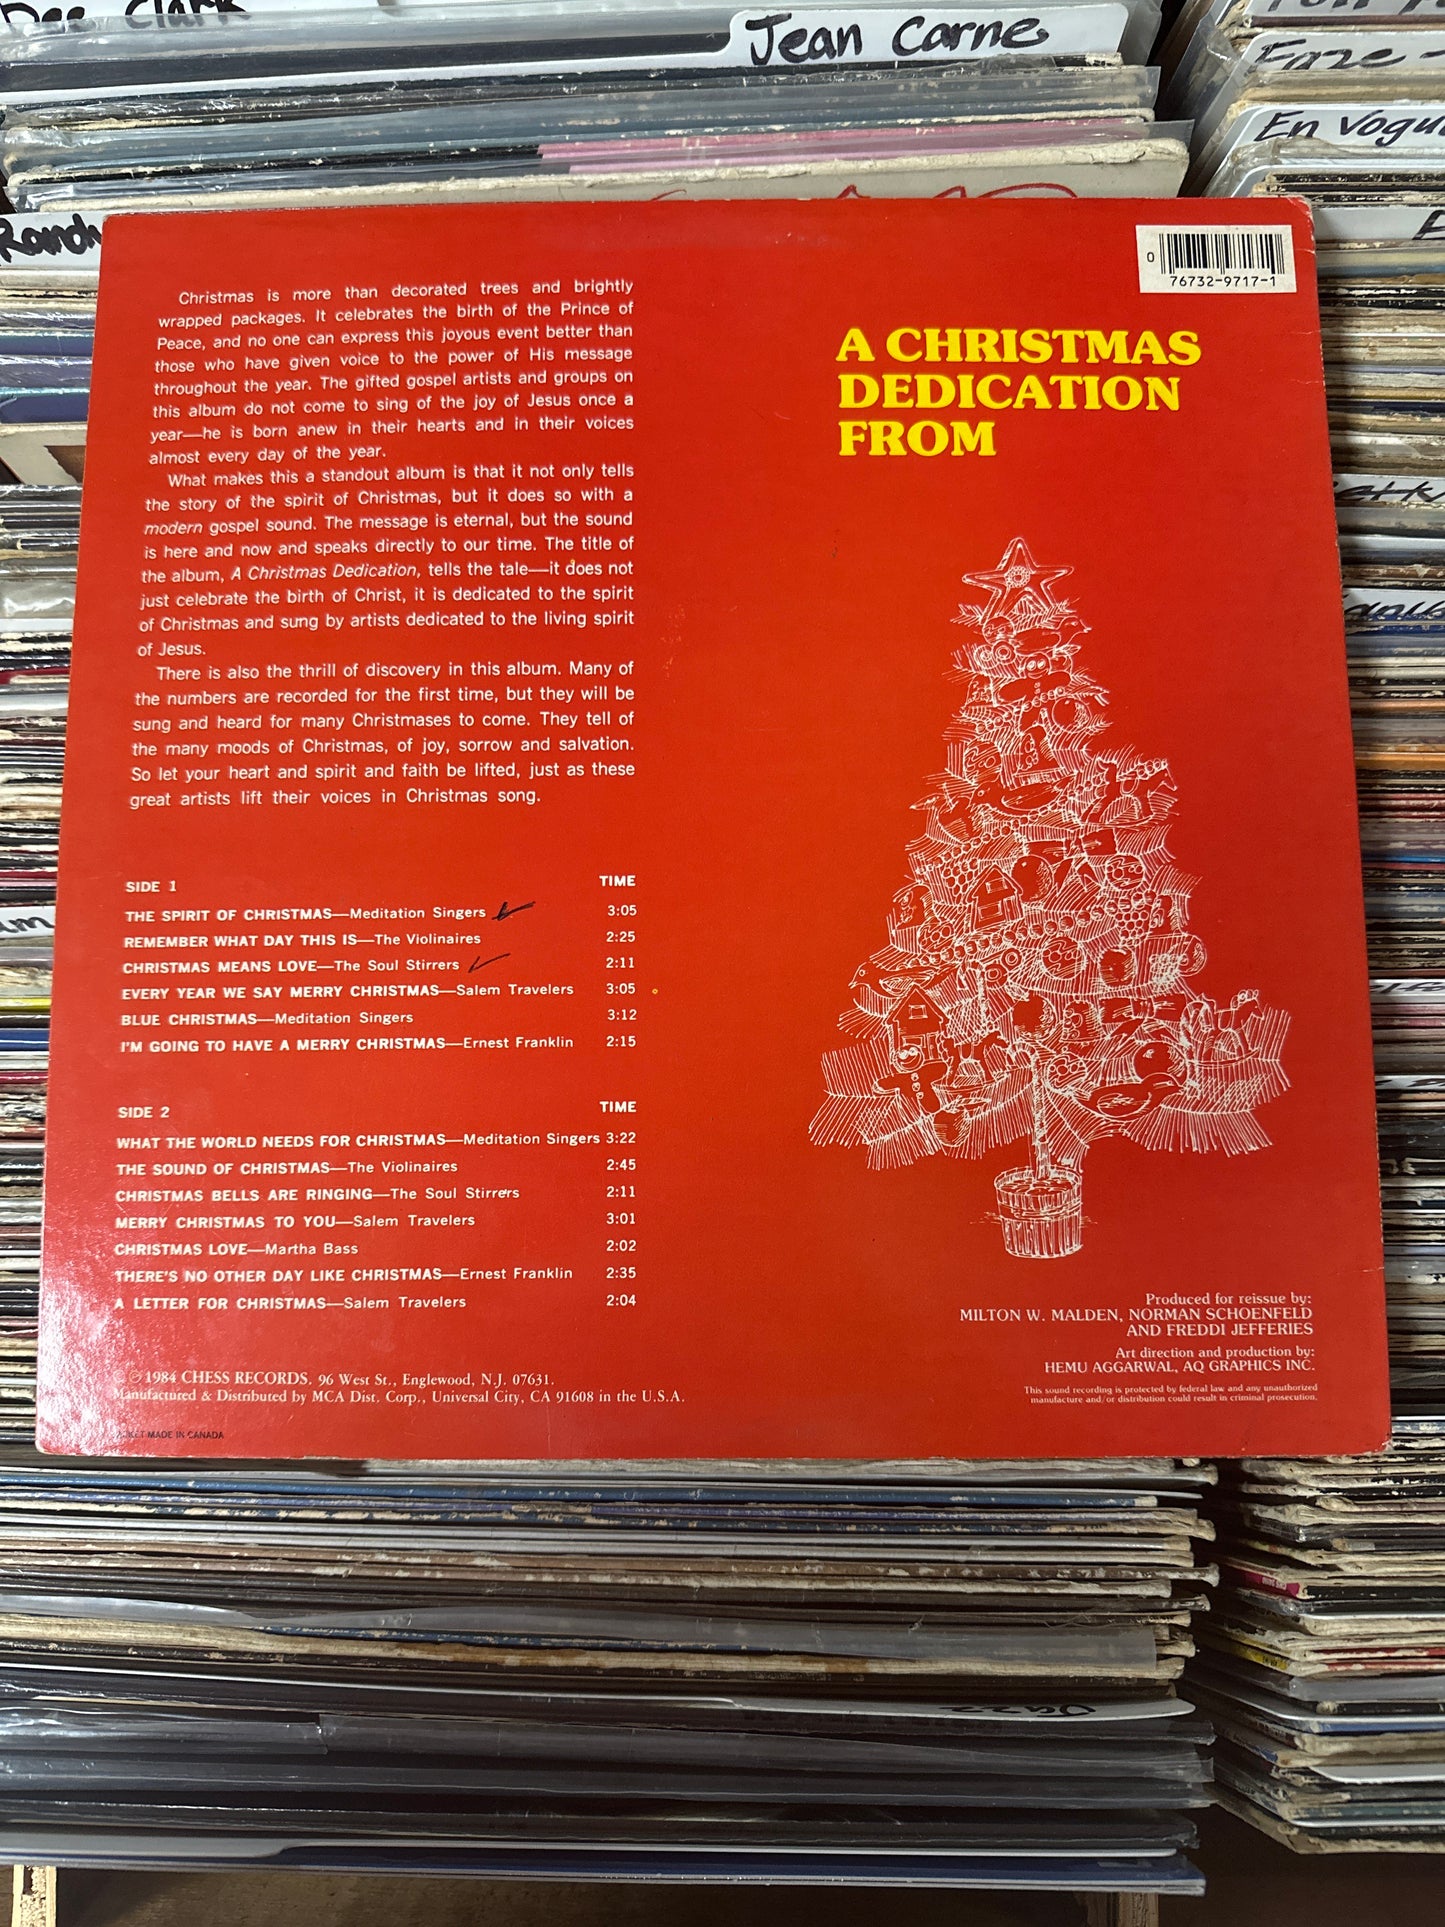 Dee Clark
Jean Carne
En Vogue
0
76732-9717-1
A CHRISTMAS
DEDICATION
FROM
Christmas is more than decorated trees and brightly
wrapped packages. It celebrates the birth of the Prince of
Peace, and no one can express this joyous event better than
those who have given voice to the power of His message
throughout the year. The gifted gospel artists and groups on
this album do not come to sing of the joy of Jesus once a
year—he is born anew in their hearts and in their voices
almost every day of the year.
What makes this a standout album is that it not only tells
the story of the spirit of Christmas, but it does so with a
modern gospel sound. The message is eternal, but the sound
is here and now and speaks directly to our time. The title of
the album, A Christmas Dedication, tells the tale—it does not
just celebrate the birth of Christ, it is dedicated to the spirit
of Christmas and sung by artists dedicated to the living spirit
of Jesus.
There is also the thrill of discovery in this album. Many of
the numbers are recorded for the first time, but they will be
sung and heard for many Christmases to come. They tell of
the many moods of Christmas, of joy, sorrow and salvation.
So let your heart and spirit and faith be lifted, just as these
great artists lift their voices in Christmas song.
SIDE 1 TIME
THE SPIRIT OF CHRISTMAS—Meditation Singers 3:05
REMEMBER WHAT DAY THIS IS—The Violinaires 2:25
CHRISTMAS MEANS LOVE—The Soul Stirrers 2:11
EVERY YEAR WE SAY MERRY CHRISTMAS—Salem Travelers 3:05
BLUE CHRISTMAS—Meditation Singers 3:12
I'M GOING TO HAVE A MERRY CHRISTMAS—Ernest Franklin 2:15
SIDE 2 TIME
WHAT THE WORLD NEEDS FOR CHRISTMAS—Meditation Singers 3:22
THE SOUND OF CHRISTMAS—The Violinaires 2:45
CHRISTMAS BELLS ARE RINGING—The Soul Stirrers 2:11
MERRY CHRISTMAS TO YOU—Salem Travelers 3:01
CHRISTMAS LOVE—Martha Bass 2:02
THERE'S NO OTHER DAY LIKE CHRISTMAS—Ernest Franklin 2:35
A LETTER FOR CHRISTMAS—Salem Travelers 2:04
℗ © 1984 CHESS RECORDS. 96 West St., Englewood, N.J. 07631.
Manufactured & Distributed by MCA Dist. Corp., Universal City, CA 91608 in the U.S.A.
JACKET MADE IN CANADA
Produced for reissue by:
MILTON W. MALDEN, NORMAN SCHOENFELD
AND FREDDI JEFFERIES
Art direction and production by:
HEMU AGGARWAL, AQ GRAPHICS INC.
This sound recording is protected by federal law and any unauthorized
manufacture and/or distribution could result in criminal prosecution.
Jazz